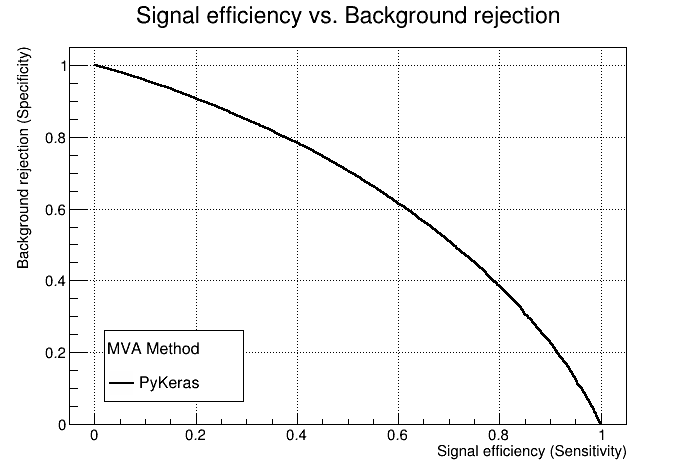 Signal efficiency vs. Background rejection
Background rejection (Specificity)
1
0.8
0.6
0.4
0.2
0
MVA Method
PyKeras
0 0.2 0.4 0.6 0.8 1
Signal efficiency (Sensitivity)